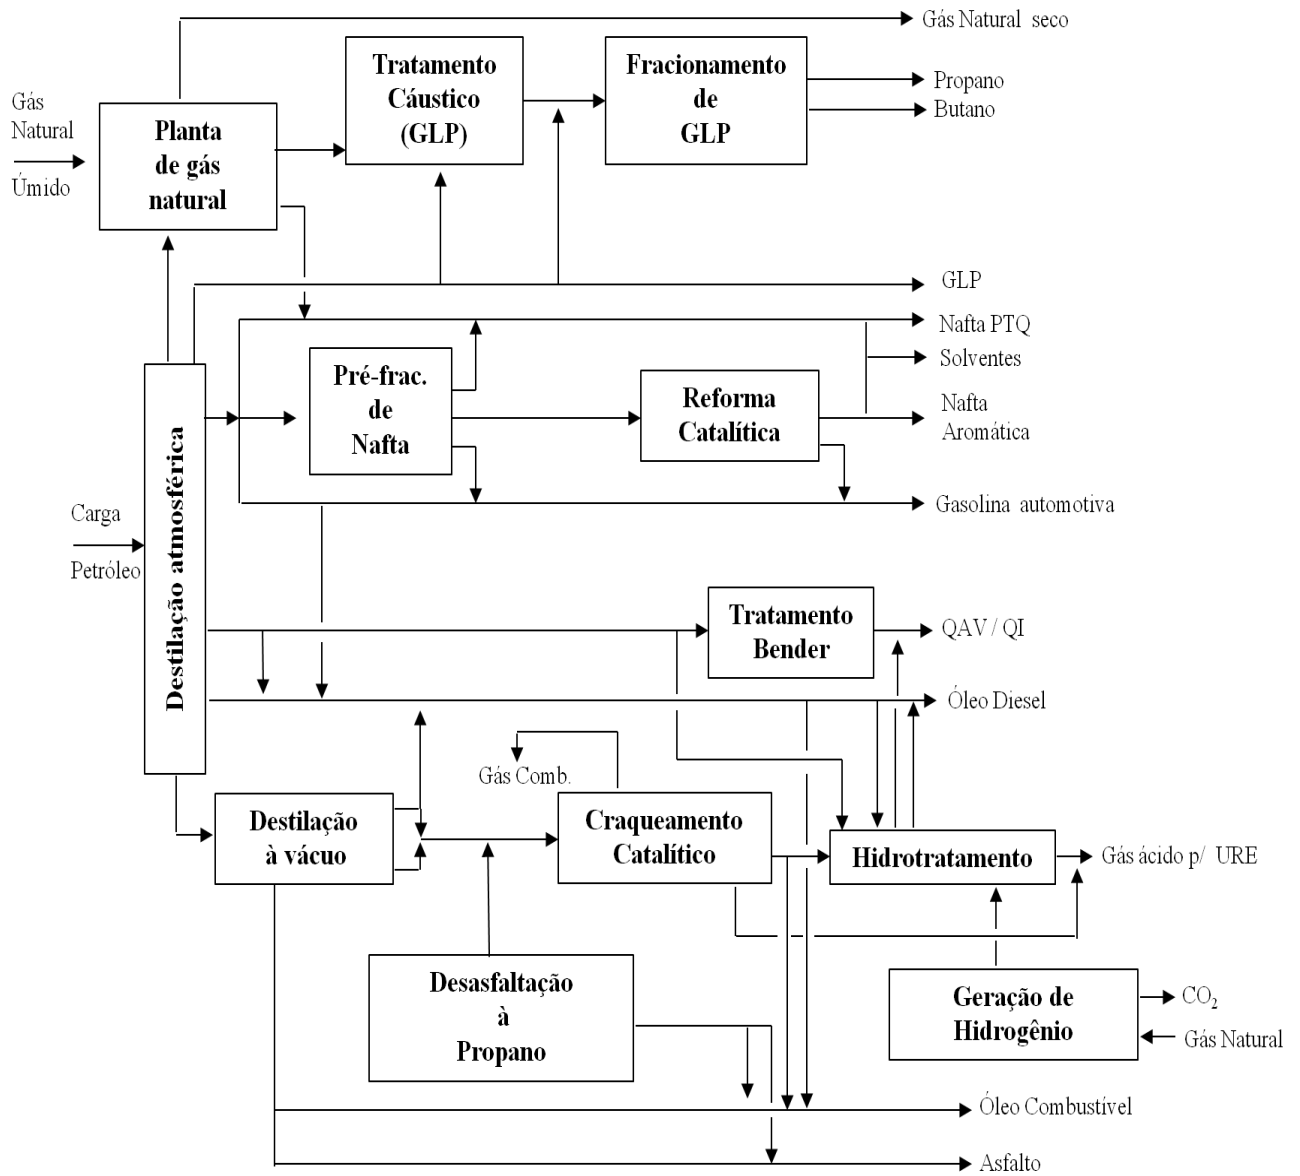 Gás Natural seco
Tratamento
Cáustico
(GLP)
Fracionamento
de
GLP
Propano
Butano
Gás
Natural
Úmido
Planta
de gás
natural
GLP
Nafta PTQ
Solventes
Pré-frac.
de
Nafta
Reforma
Catalítica
Nafta
Aromática
Gasolina automotiva
Carga
Petróleo
Destilação atmosférica
Tratamento
Bender
QAV / QI
Óleo Diesel
Gás Comb.
Destilação
à vácuo
Craqueamento
Catalítico
Hidrotratamento
Gás ácido p/ URE
Desasfaltação
à
Propano
Geração de
Hidrogênio
CO₂
Gás Natural
Óleo Combustível
Asfalto